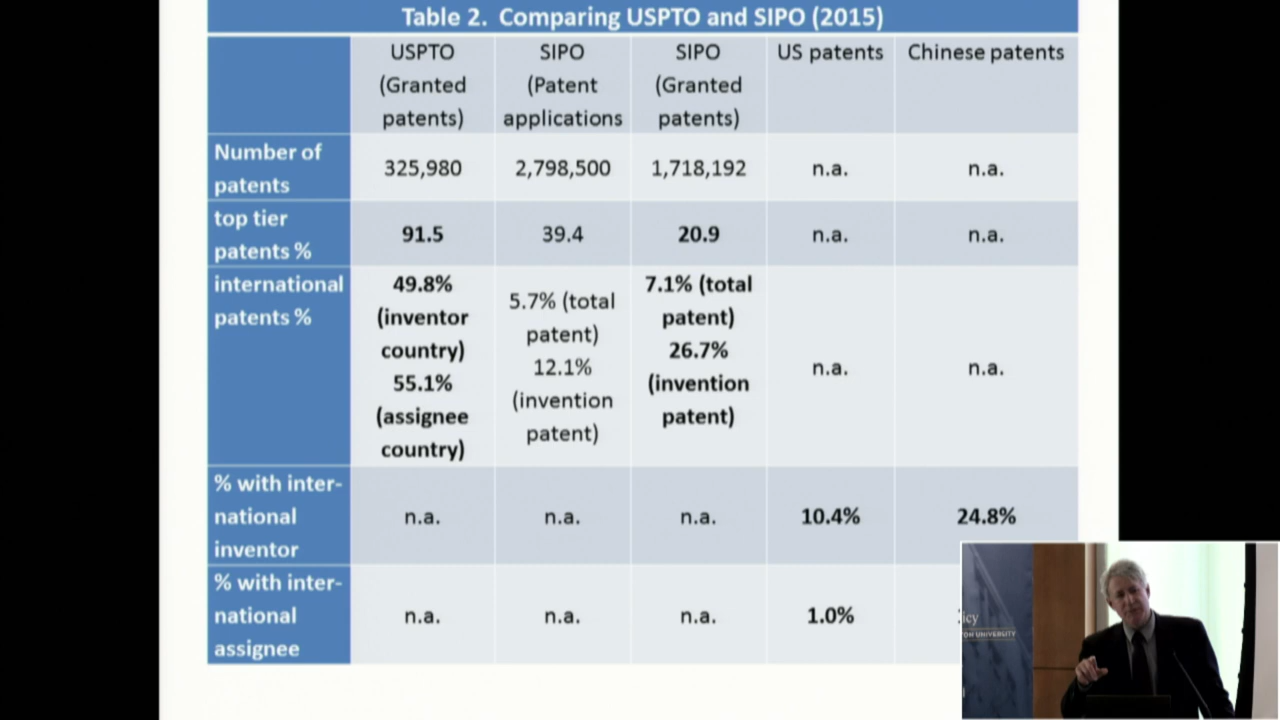 Table 2. Comparing USPTO and SIPO (2015)
USPTO
(Granted
patents)
SIPO
(Patent
applications
SIPO
(Granted
patents)
US patents
Chinese patents
Number of
patents
325,980
2,798,500
1,718,192
n.a.
n.a.
top tier
patents %
91.5
39.4
20.9
n.a.
n.a.
international
patents %
49.8%
(inventor
country)
55.1%
(assignee
country)
5.7% (total
patent)
12.1%
(invention
patent)
7.1% (total
patent)
26.7%
(invention
patent)
n.a.
n.a.
% with inter-
national
inventor
n.a.
n.a.
n.a.
10.4%
24.8%
% with inter-
national
assignee
n.a.
n.a.
n.a.
1.0%
UNIVERSITY